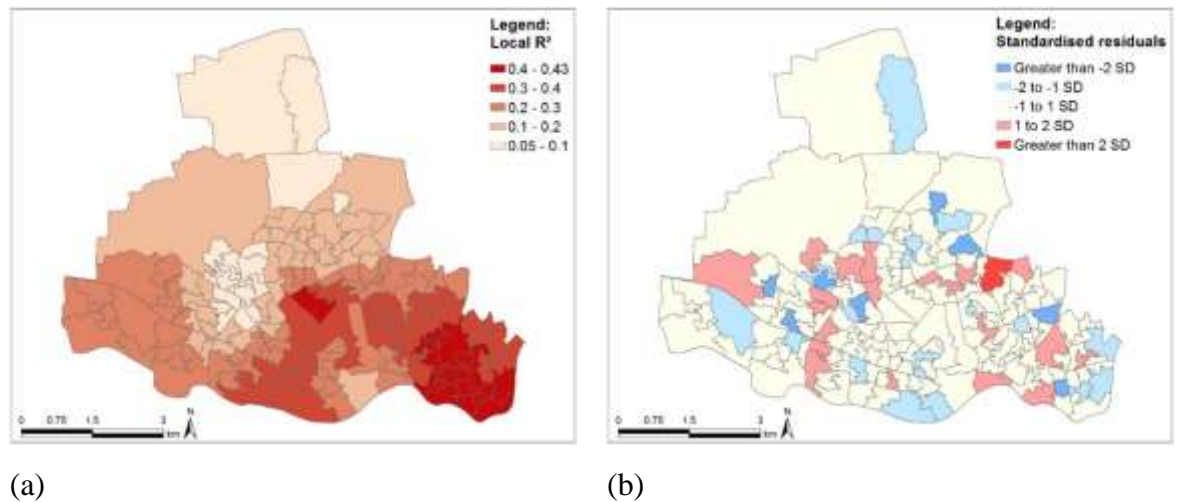 Legend:
Local R²
0.4 - 0.43
0.3 - 0.4
0.2 - 0.3
0.1 - 0.2
0.05 - 0.1
0 0.75 1.5 3
km
N
(a)
Legend:
Standardised residuals
Greater than -2 SD
-2 to -1 SD
-1 to 1 SD
1 to 2 SD
Greater than 2 SD
0 0.75 1.5 3
km
N
(b)